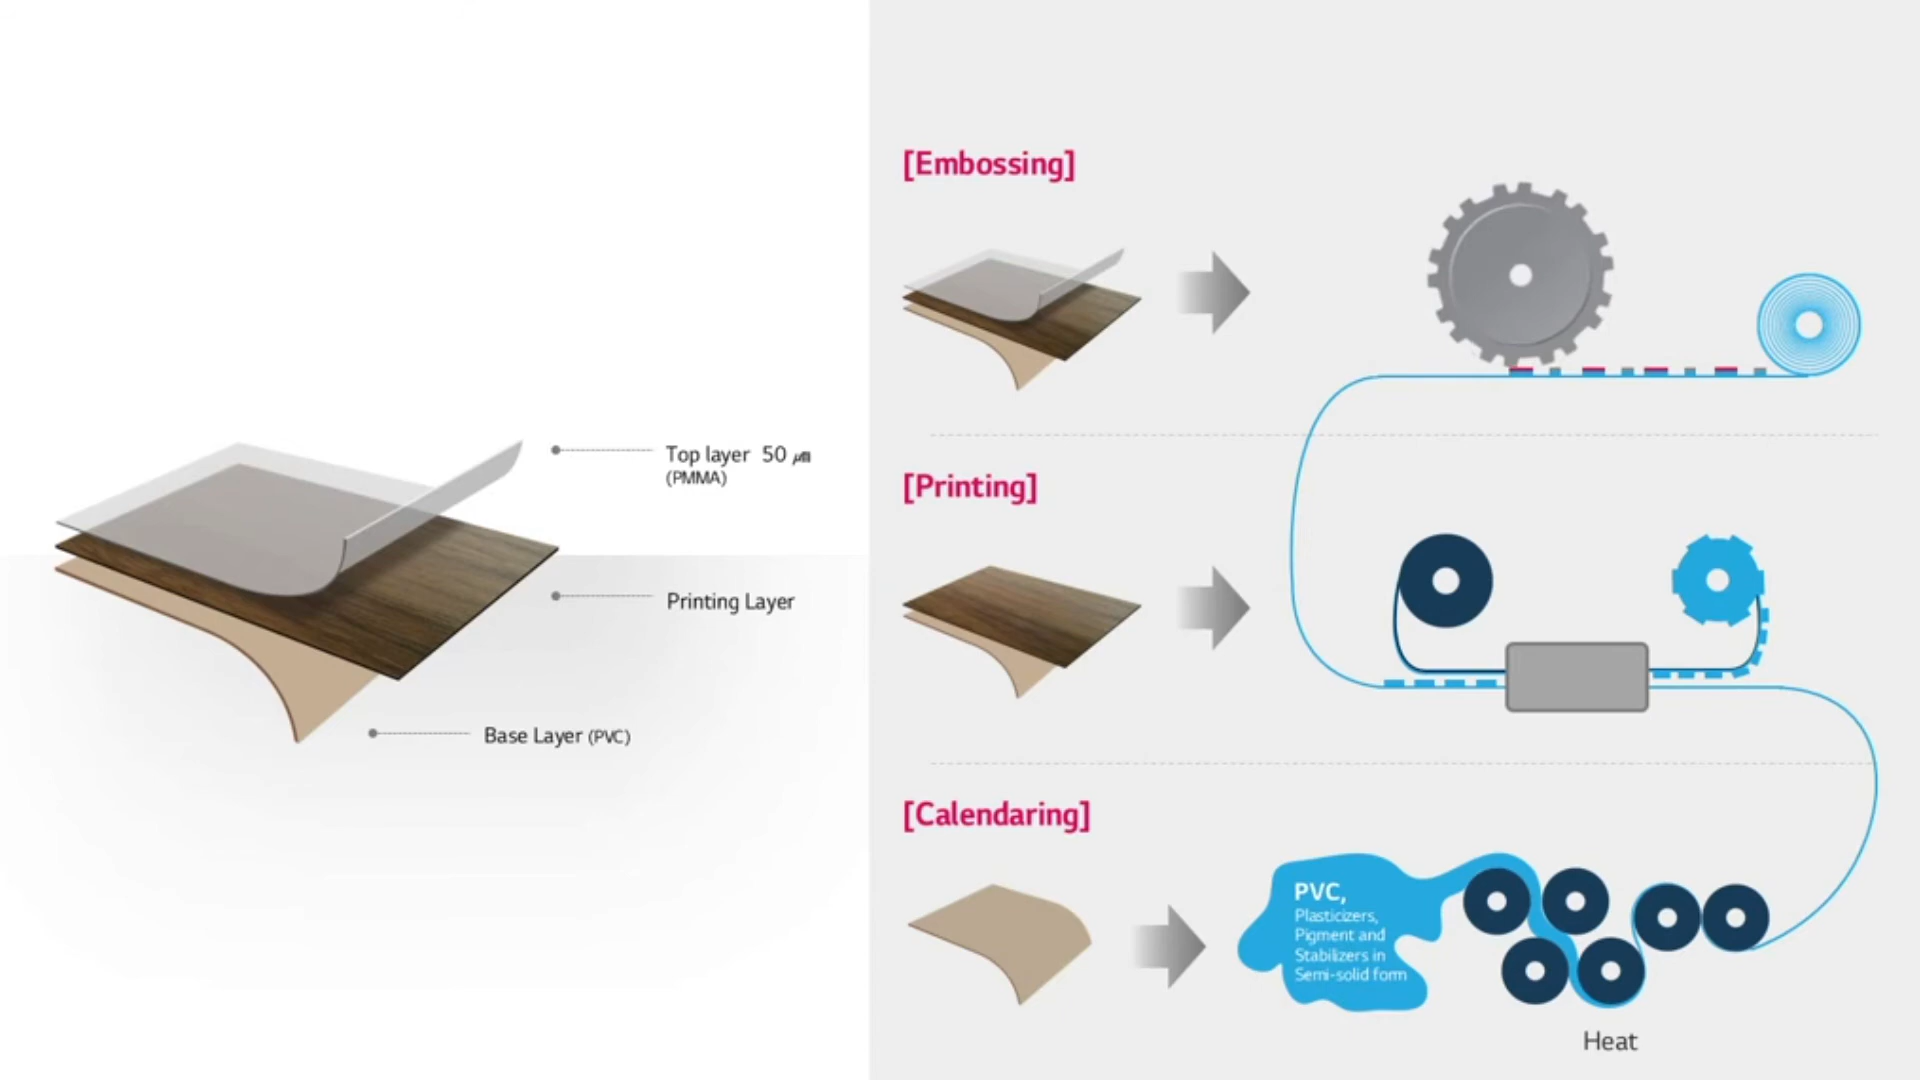 Top layer 50 ㎛
(PMMA)
Printing Layer
Base Layer (PVC)
[Embossing]
[Printing]
[Calendaring]
PVC,
Plasticizers,
Pigment and
Stabilizers in
Semi-solid form
Heat